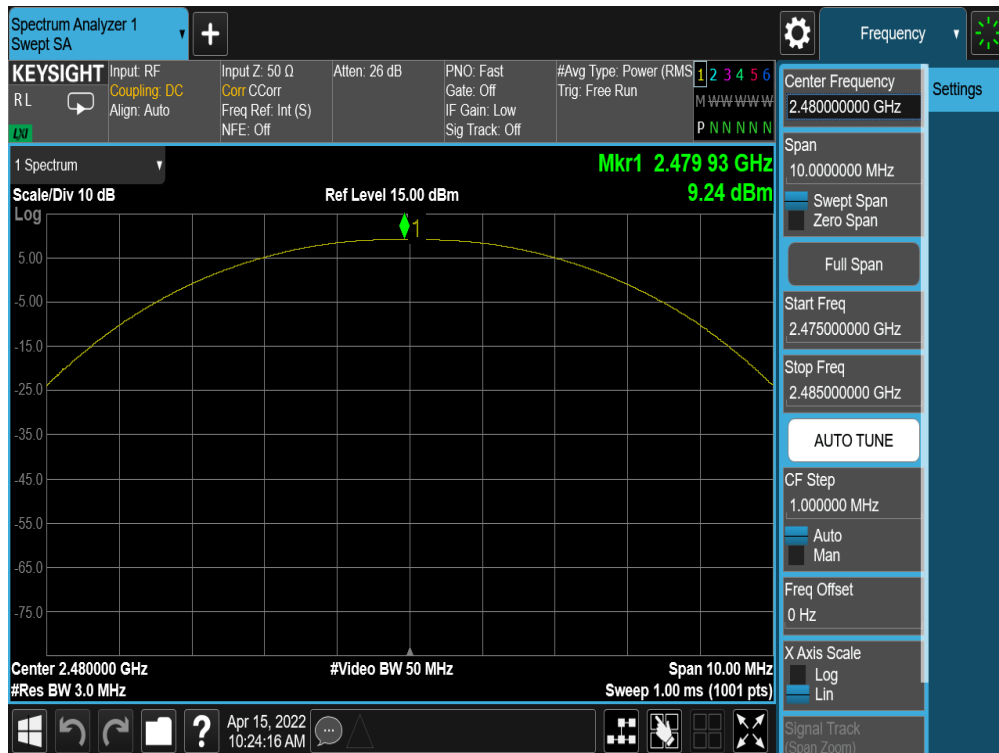 Spectrum Analyzer 1
Swept SA
+
Frequency
KEYSIGHT
RL
LXI
Input: RF
Coupling: DC
Align: Auto
Input Z: 50 Ω
Corr CCorr
Freq Ref: Int (S)
NFE: Off
Atten: 26 dB
PNO: Fast
Gate: Off
IF Gain: Low
Sig Track: Off
#Avg Type: Power (RMS
Trig: Free Run
1 2 3 4 5 6
M W W W W W
P N N N N N
1 Spectrum
Scale/Div 10 dB
Ref Level 15.00 dBm
Mkr1 2.479 93 GHz
9.24 dBm
Log
1
5.00
-5.00
-15.0
-25.0
-35.0
-45.0
-55.0
-65.0
-75.0
Center 2.480000 GHz
#Video BW 50 MHz
Span 10.00 MHz
#Res BW 3.0 MHz
Sweep 1.00 ms (1001 pts)
Center Frequency
2.480000000 GHz
Settings
Span
10.0000000 MHz
Swept Span
Zero Span
Full Span
Start Freq
2.475000000 GHz
Stop Freq
2.485000000 GHz
AUTO TUNE
CF Step
1.000000 MHz
Auto
Man
Freq Offset
0 Hz
X Axis Scale
Log
Lin
Signal Track
(Span Zoom)
?
Apr 15, 2022
10:24:16 AM